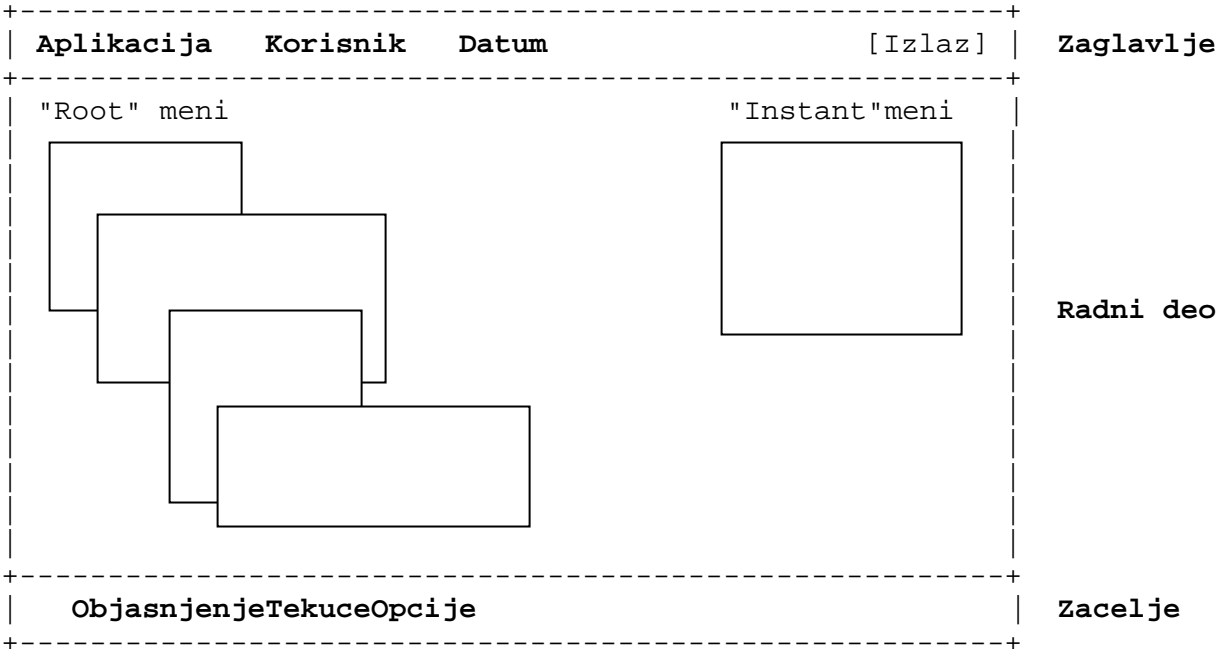 Aplikacija Korisnik Datum [Izlaz] Zaglavlje
"Root" meni "Instant"meni
Radni deo
ObjasnjenjeTekuceOpcije Zacelje